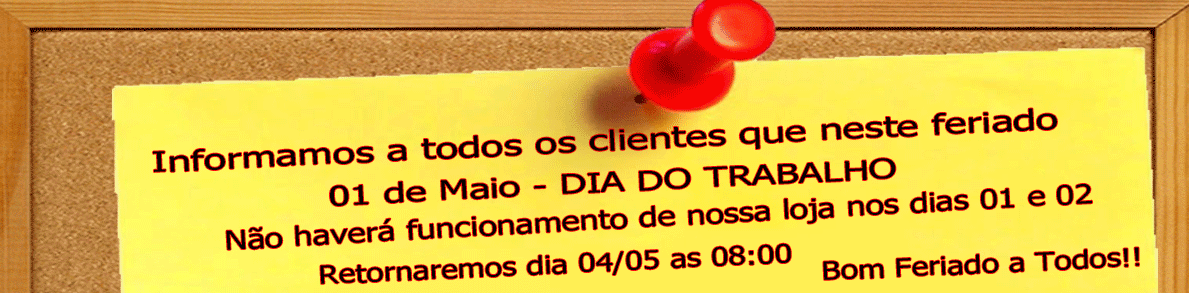 Informamos a todos os clientes que neste feriado
01 de Maio - DIA DO TRABALHO
Não haverá funcionamento de nossa loja nos dias 01 e 02
Retornaremos dia 04/05 as 08:00 Bom Feriado a Todos!!